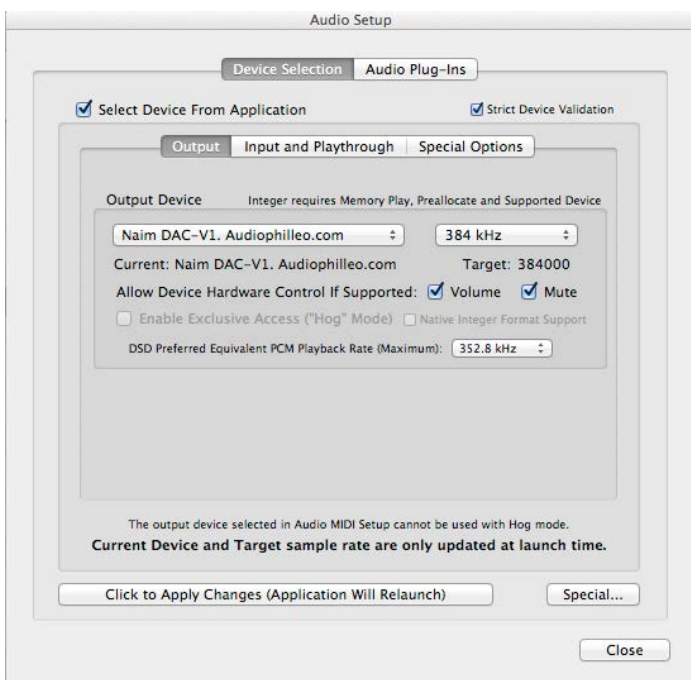 Audio Setup
Device Selection Audio Plug-Ins
Select Device From Application Strict Device Validation
Output Input and Playthrough Special Options
Output Device Integer requires Memory Play, Preallocate and Supported Device
Naim DAC-V1. Audiophilleo.com 384 kHz
Current: Naim DAC-V1. Audiophilleo.com Target: 384000
Allow Device Hardware Control If Supported: Volume Mute
Enable Exclusive Access ("Hog" Mode) Native Integer Format Support
DSD Preferred Equivalent PCM Playback Rate (Maximum): 352.8 kHz
The output device selected in Audio MIDI Setup cannot be used with Hog mode.
Current Device and Target sample rate are only updated at launch time.
Click to Apply Changes (Application Will Relaunch) Special...
Close